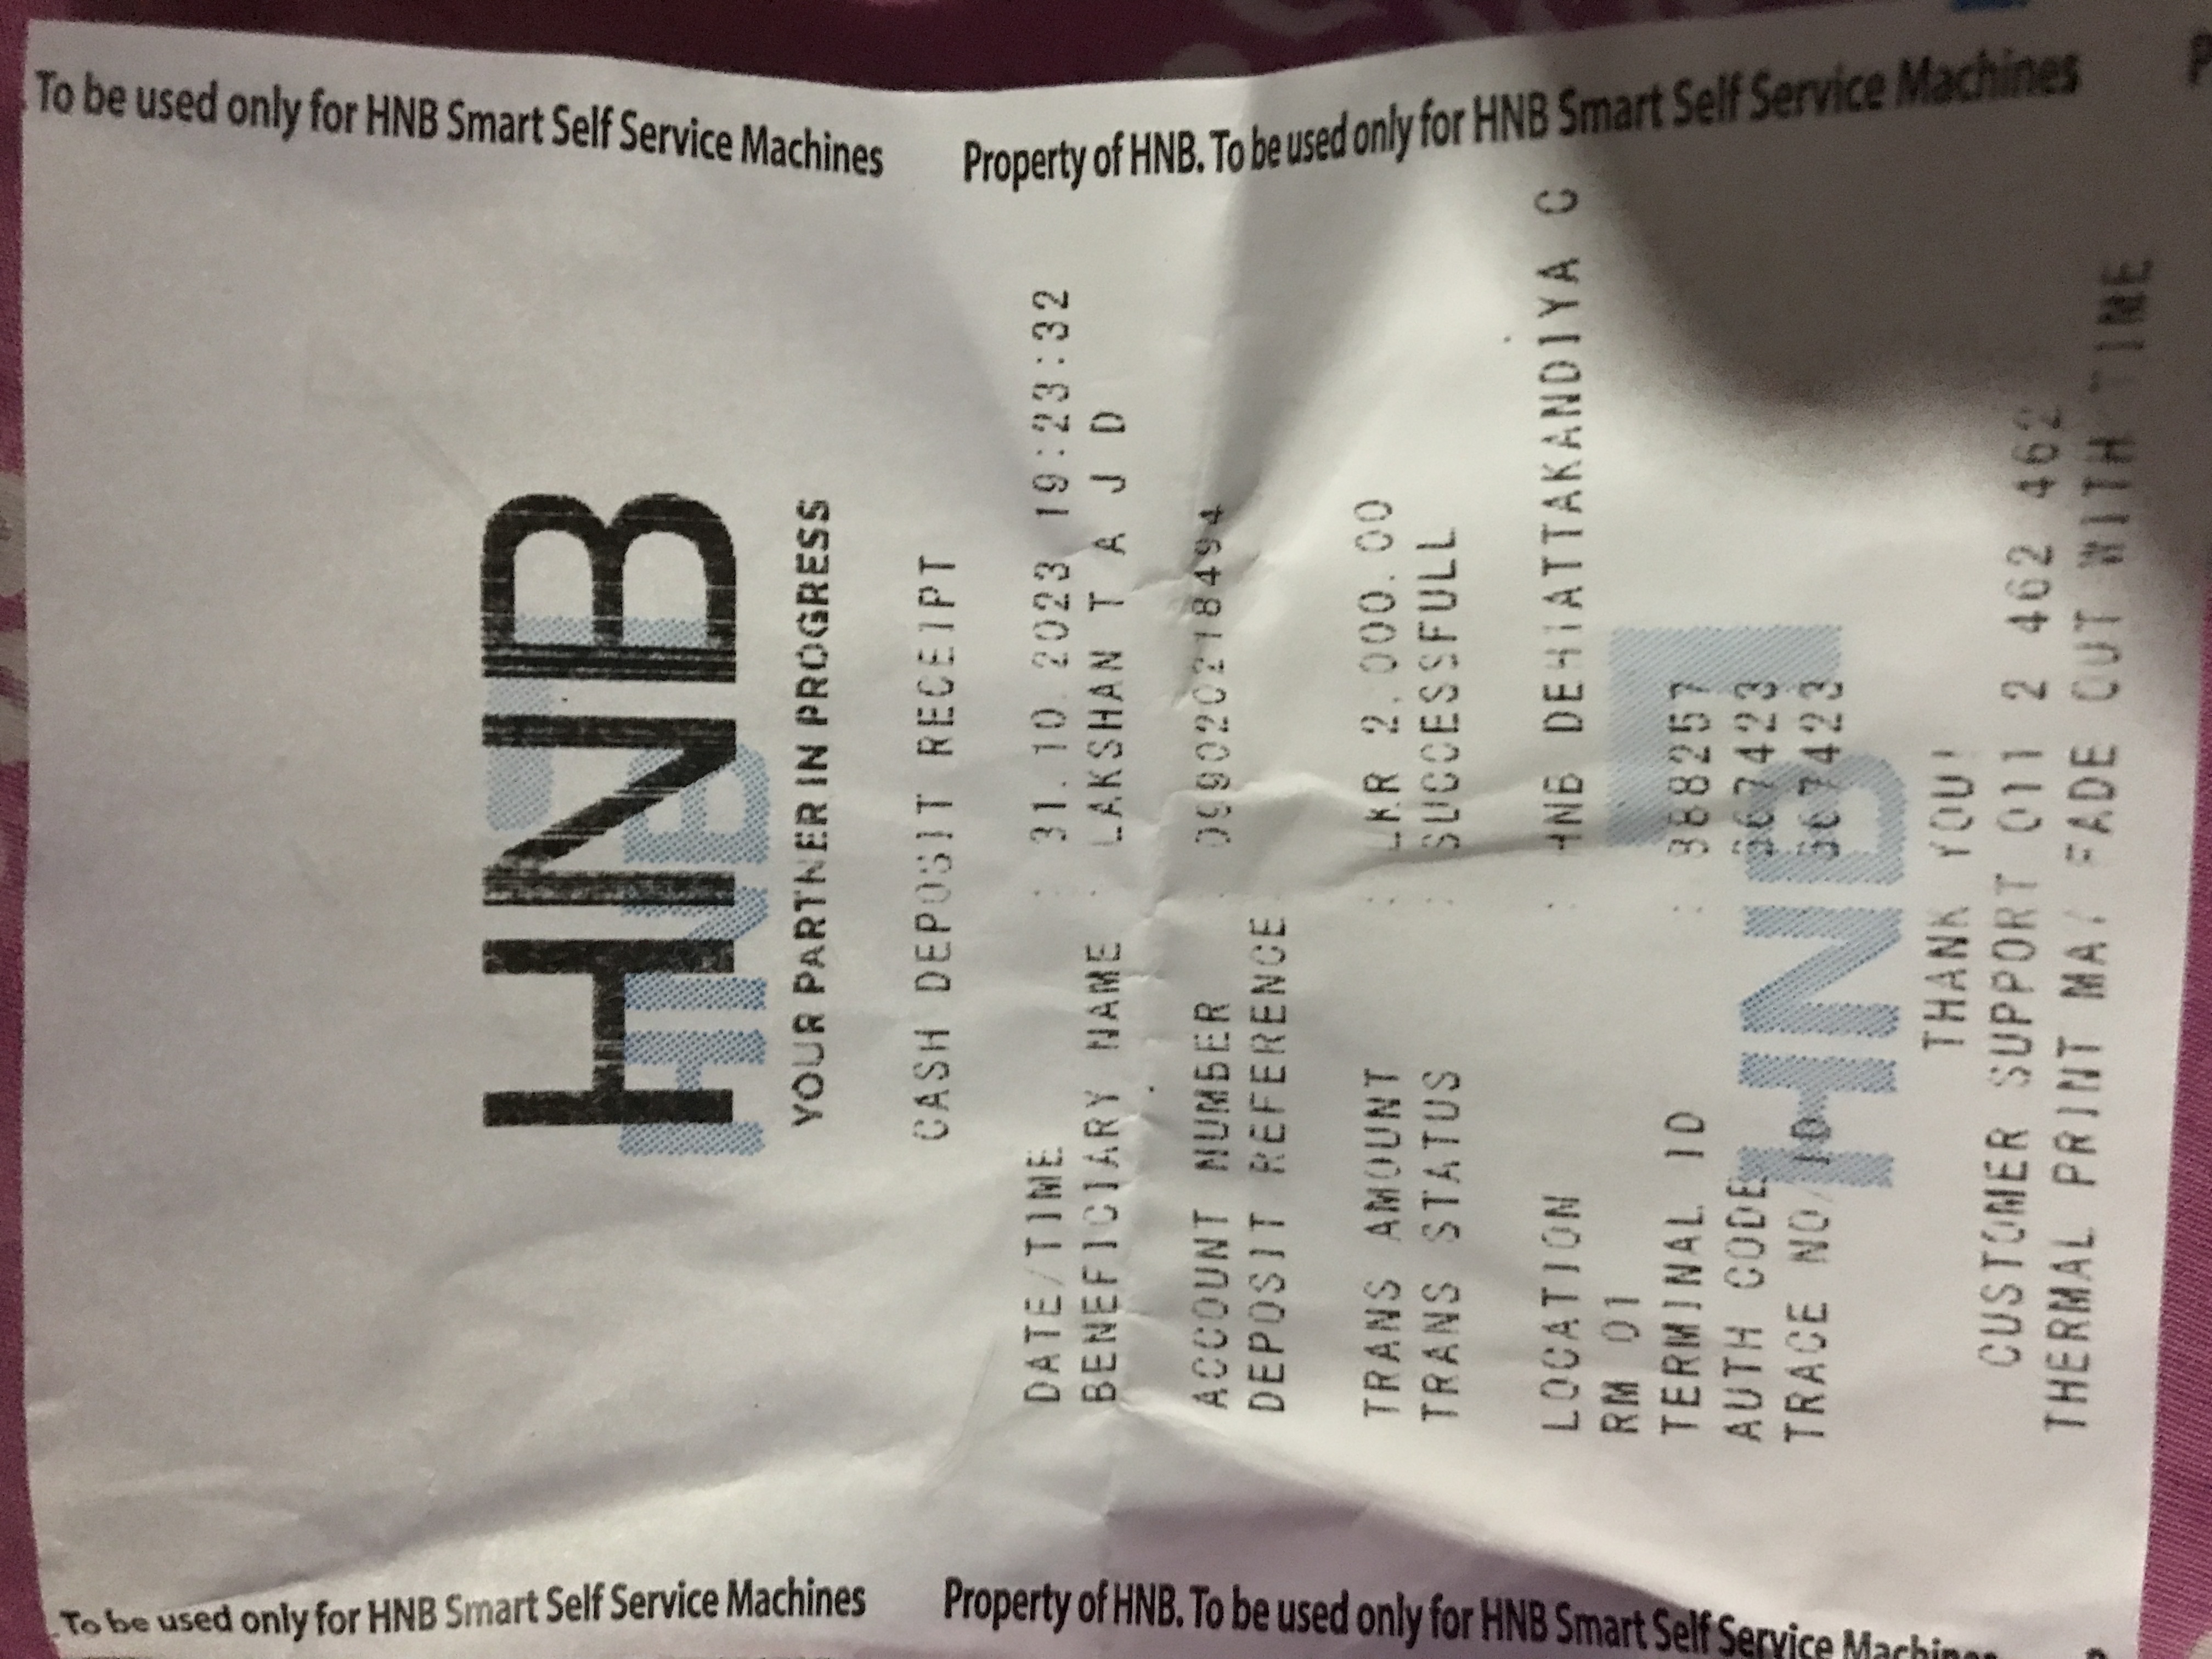 To be used only for HNB Smart Self Service Machines Property of HNB. To be used only for HNB Smart Self Service Machines
HNB
HNB
YOUR PARTNER IN PROGRESS
CASH DEPOSIT RECEIPT
DATE/TIME : 31.10.2023 19:23:32
BENEFICIARY NAME : LAKSHAN T A J D
ACCOUNT NUMBER : 099020218494
DEPOSIT REFERENCE
TRANS AMOUNT : LKR 2,000.00
TRANS STATUS : SUCCESSFULL
LOCATION : HNB DEHIATTAKANDIYA C
RM 01
TERMINAL ID : 388257
AUTH CODE 367423
TRACE NO/ID 367423
HNB
THANK YOU!
CUSTOMER SUPPORT 011 2 462 462
THERMAL PRINT MAY FADE OUT WITH TIME
To be used only for HNB Smart Self Service Machines Property of HNB. To be used only for HNB Smart Self Service Machines